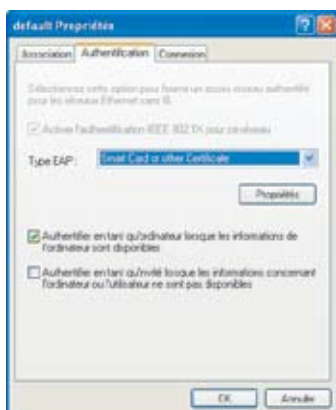 default Propriétés
Association Authentification Connexion
Sélectionnez cette option pour fournir un accès réseau authentifié
pour les réseaux Ethernet sans fil.
Activer l'authentification IEEE 802.1X pour ce réseau
Type EAP : Smart Card or other Certificate
Propriétés
Authentifier en tant qu'ordinateur lorsque les informations de
l'ordinateur sont disponibles
Authentifier en tant qu'invité lorsque les informations concernant
l'ordinateur ou l'utilisateur ne sont pas disponibles
OK Annuler